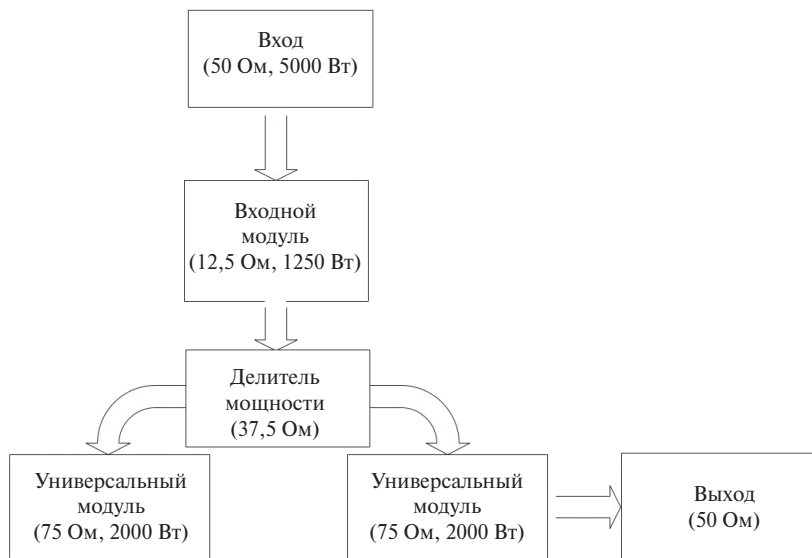 Вход
(50 Ом, 5000 Вт)
Входной
модуль
(12,5 Ом, 1250 Вт)
Делитель
мощности
(37,5 Ом)
Универсальный
модуль
(75 Ом, 2000 Вт)
Универсальный
модуль
(75 Ом, 2000 Вт)
Выход
(50 Ом)